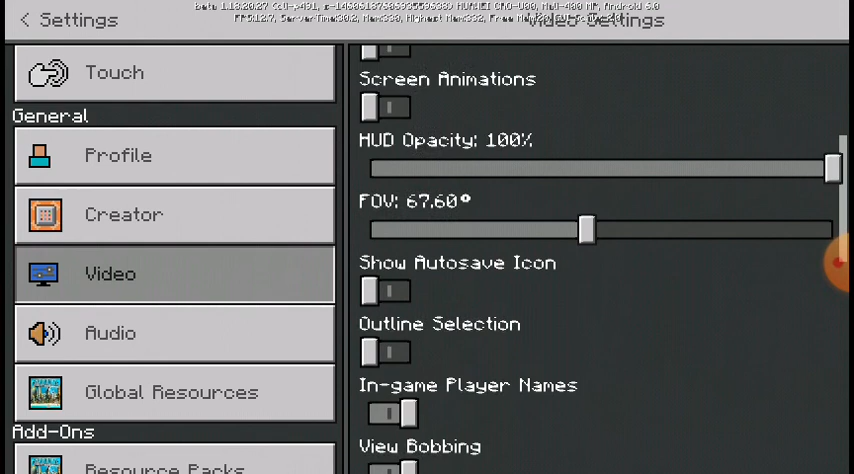 Settings
Video Settings
Touch
General
Profile
Creator
Video
Audio
Global Resources
Add-Ons
Resource Packs
Screen Animations
HUD Opacity: 100%
FOV: 67.60°
Show Autosave Icon
Outline Selection
In-game Player Names
View Bobbing